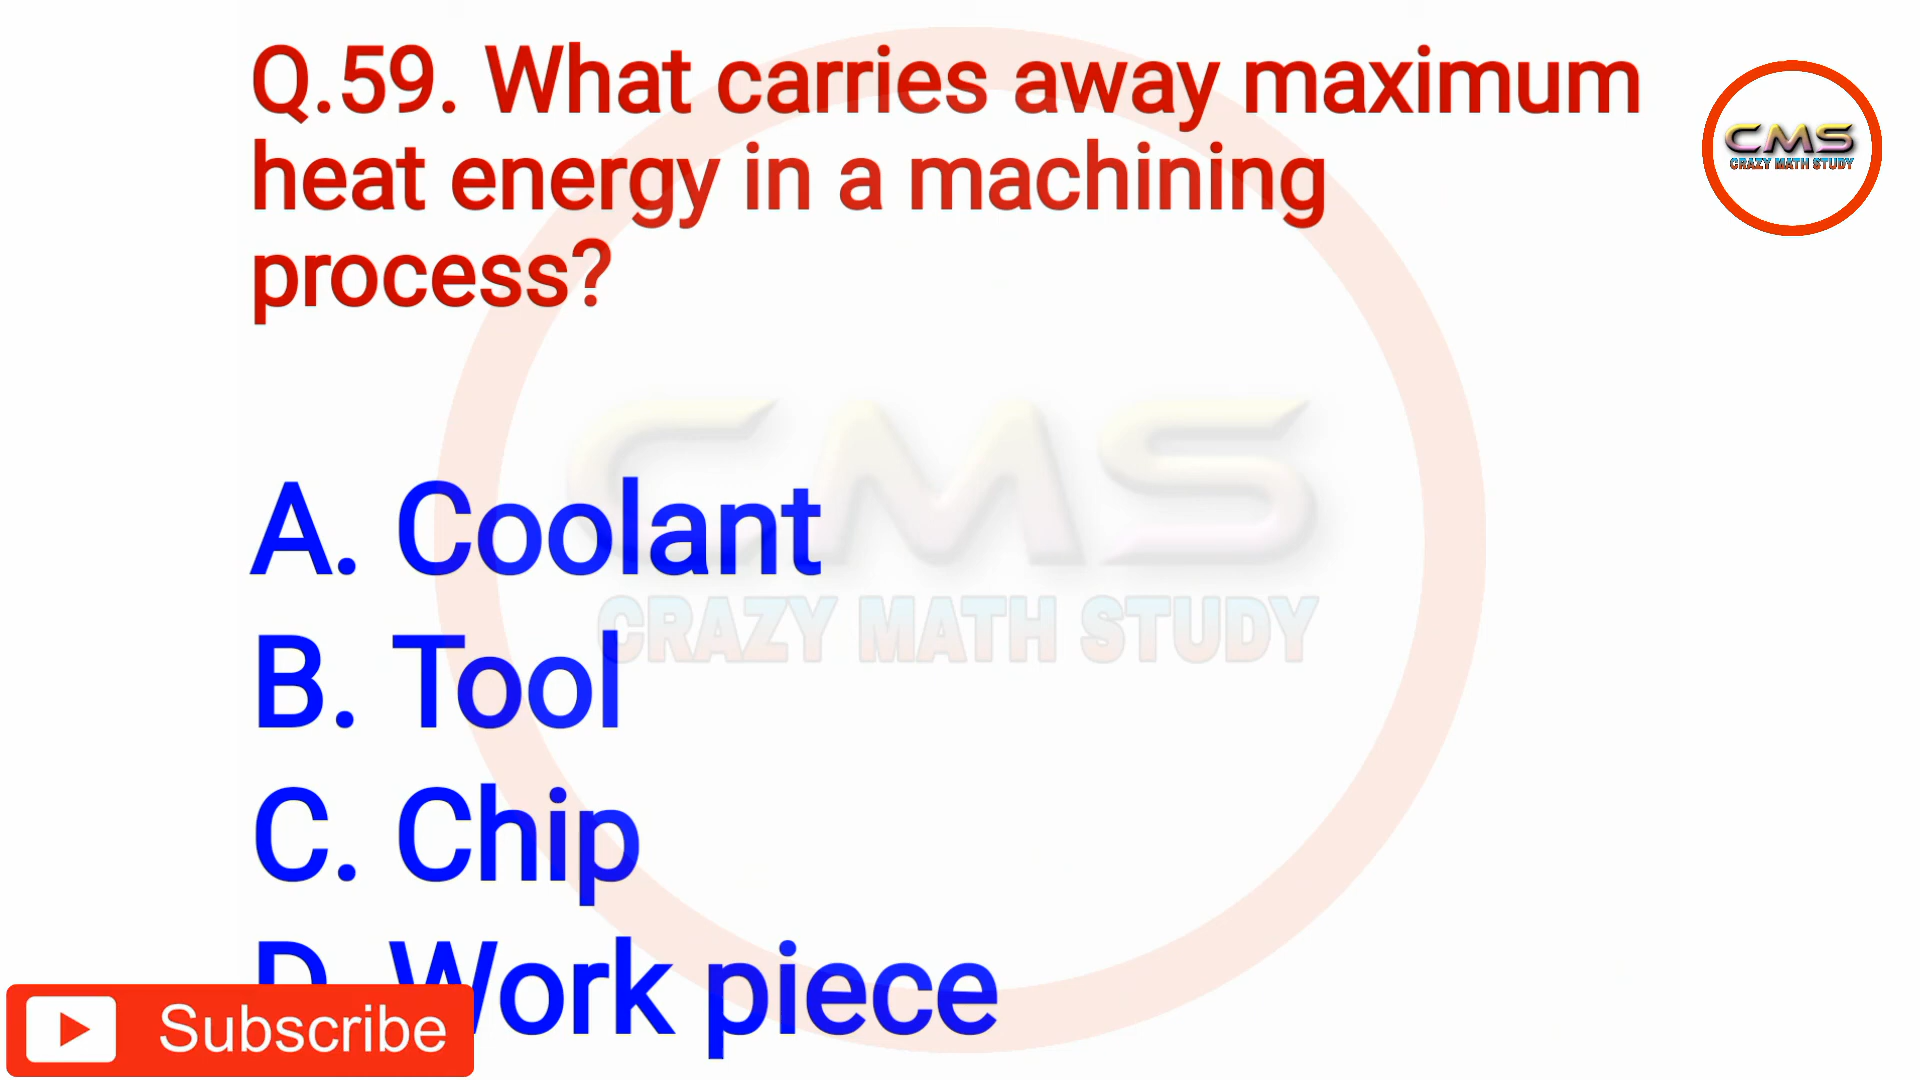 Q.59. What carries away maximum
heat energy in a machining
process?
CMS
CRAZY MATH STUDY
A. Coolant
CMS
CRAZY MATH STUDY
B. Tool
C. Chip
D. Work piece
Subscribe